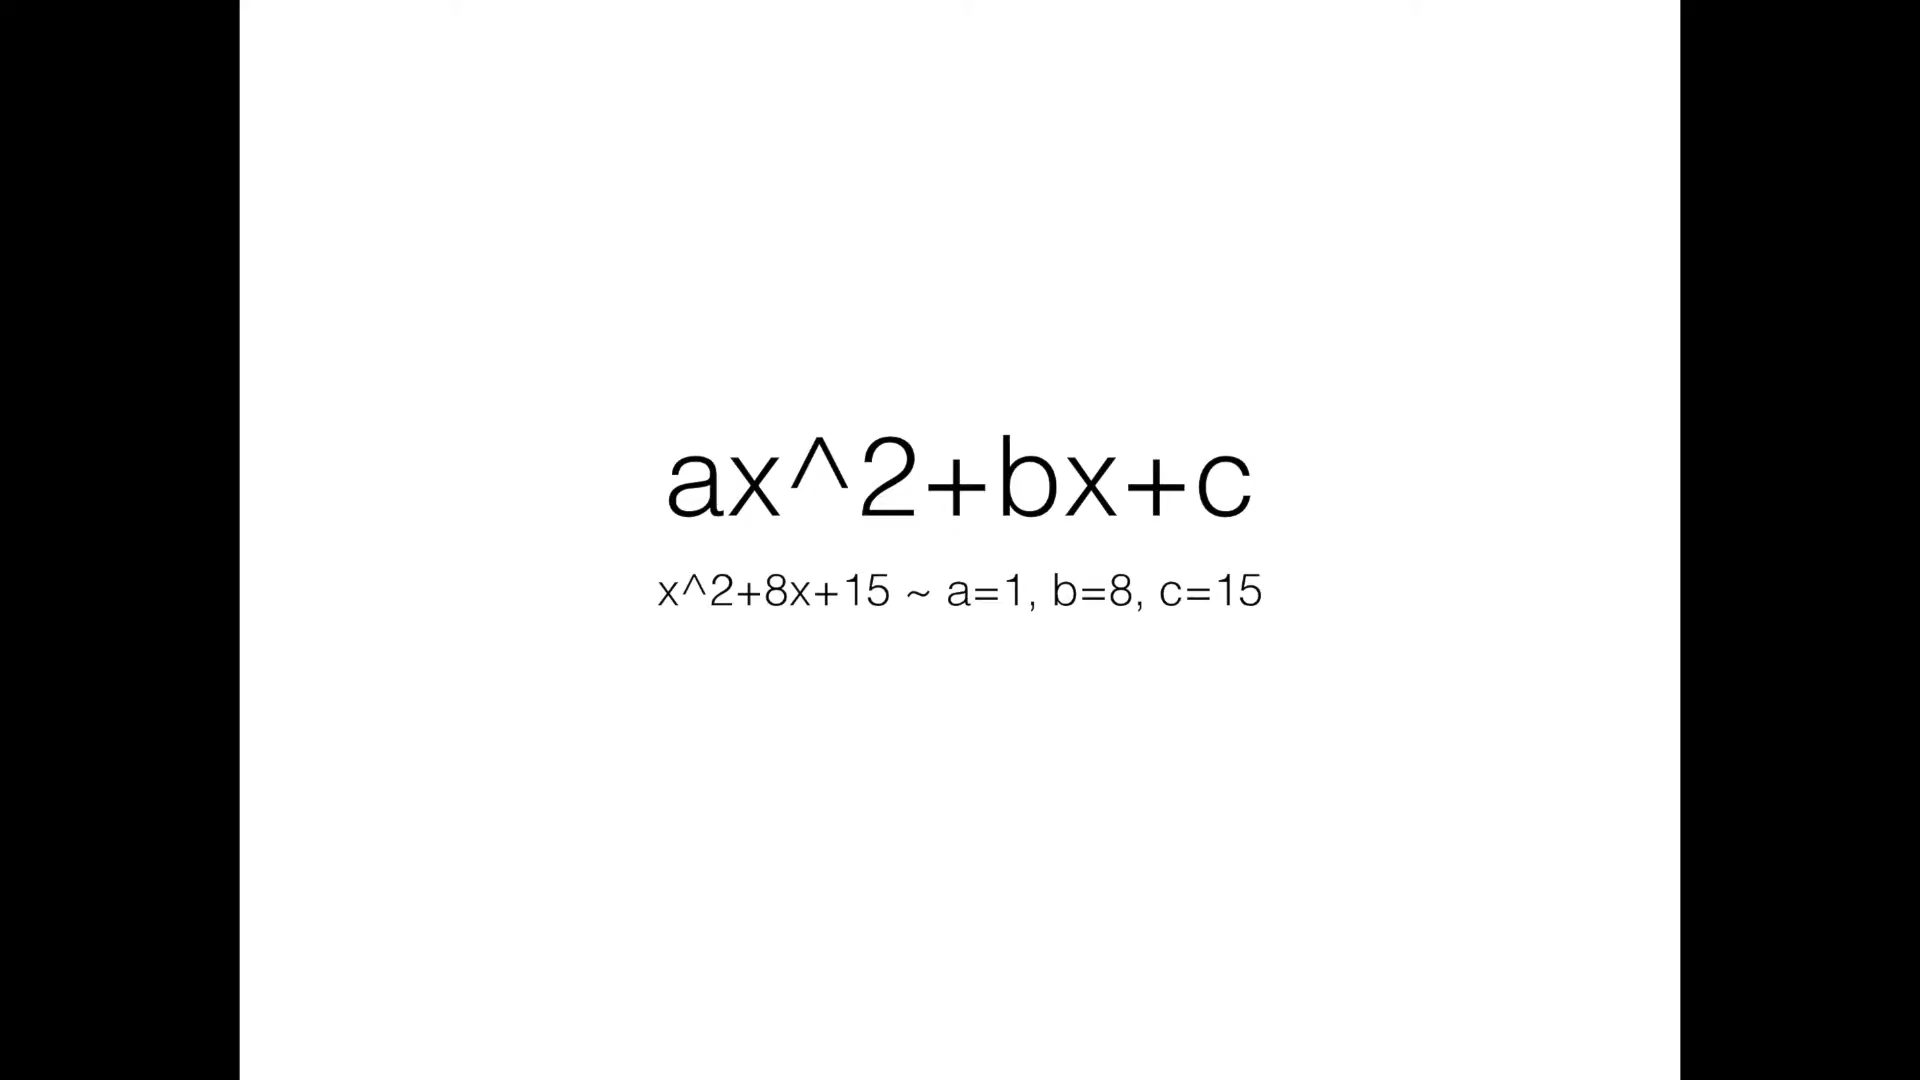 ax^2+bx+c
x^2+8x+15 ~ a=1, b=8, c=15